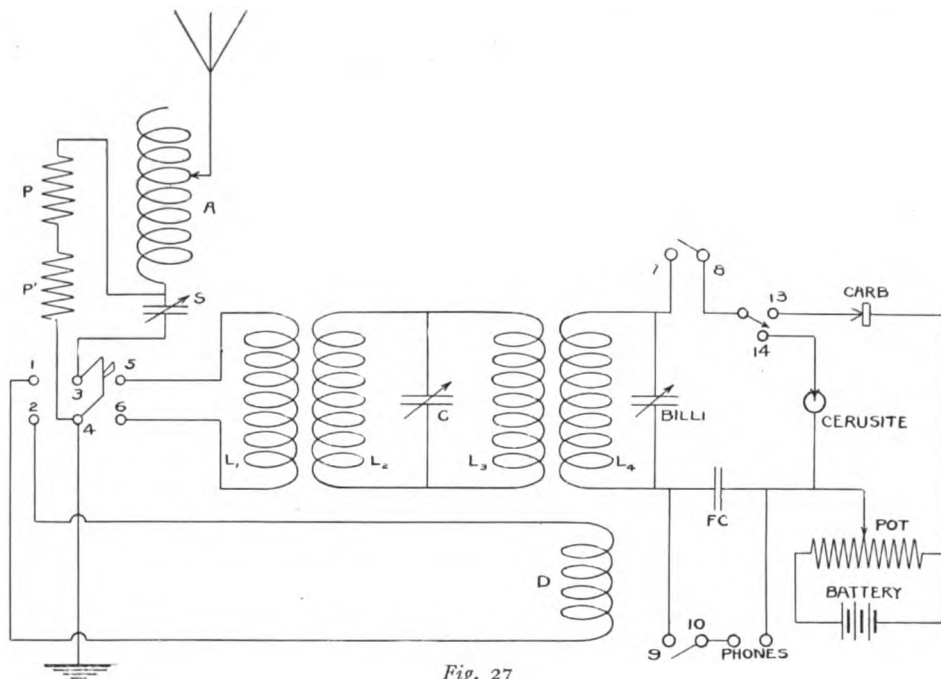 P
A
P'
S
1
2
3
4
5
6
L₁
L₂
C
L₃
L₄
7
8
BILLI
13
14
CARB
CERUSITE
FC
POT
BATTERY
D
9
10
PHONES
Fig. 27